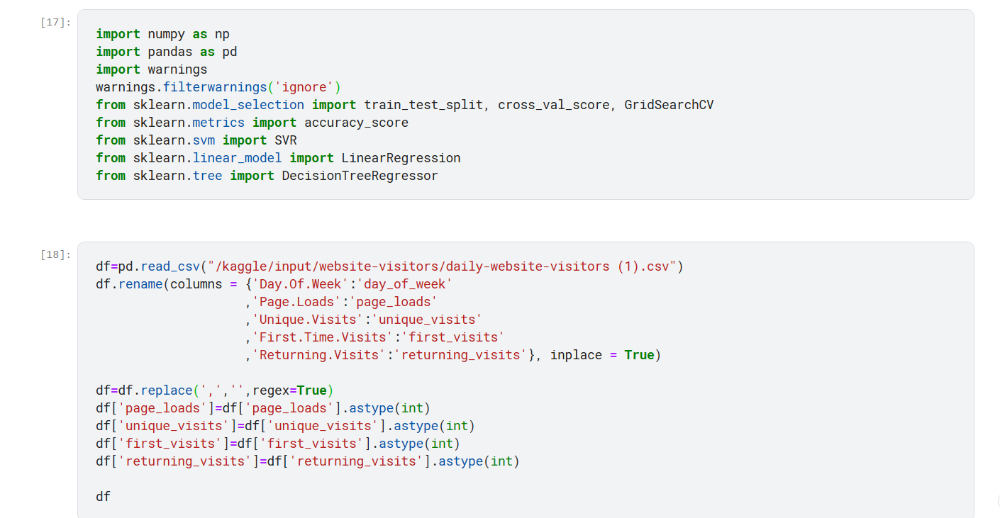 [17]:
import numpy as np
import pandas as pd
import warnings
warnings.filterwarnings('ignore')
from sklearn.model_selection import train_test_split, cross_val_score, GridSearchCV
from sklearn.metrics import accuracy_score
from sklearn.svm import SVR
from sklearn.linear_model import LinearRegression
from sklearn.tree import DecisionTreeRegressor
[18]:
df=pd.read_csv("/kaggle/input/website-visitors/daily-website-visitors (1).csv")
df.rename(columns = {'Day.Of.Week':'day_of_week'
                    ,'Page.Loads':'page_loads'
                    ,'Unique.Visits':'unique_visits'
                    ,'First.Time.Visits':'first_visits'
                    ,'Returning.Visits':'returning_visits'}, inplace = True)
df=df.replace(',','',regex=True)
df['page_loads']=df['page_loads'].astype(int)
df['unique_visits']=df['unique_visits'].astype(int)
df['first_visits']=df['first_visits'].astype(int)
df['returning_visits']=df['returning_visits'].astype(int)
df